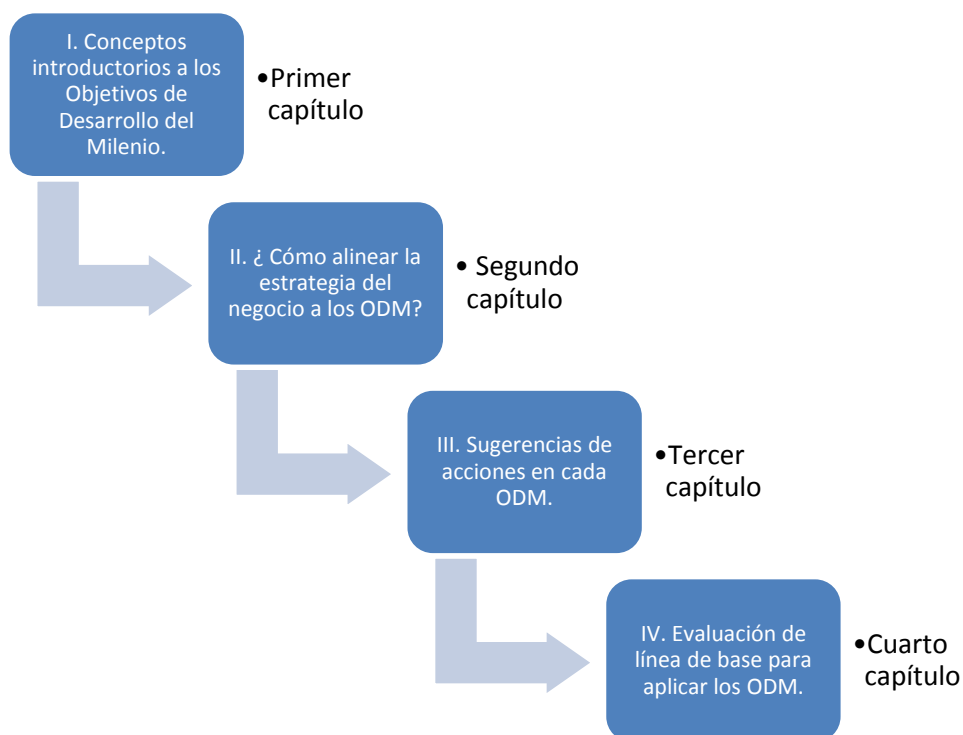 I. Conceptos
introductorios a los
Objetivos de
Desarrollo del
Milenio.
•Primer
capítulo
II. ¿ Cómo alinear la
estrategia del
negocio a los ODM?
• Segundo
capítulo
III. Sugerencias de
acciones en cada
ODM.
•Tercer
capítulo
IV. Evaluación de
línea de base para
aplicar los ODM.
•Cuarto
capítulo